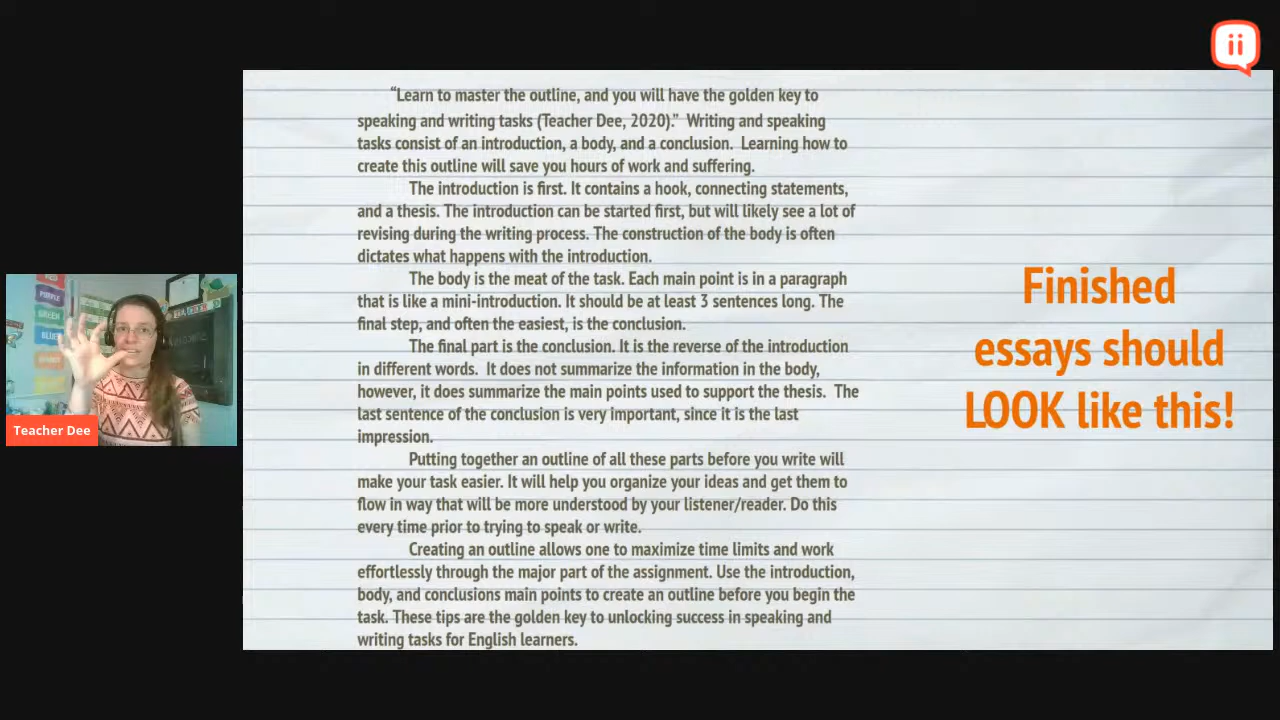 "Learn to master the outline, and you will have the golden key to
speaking and writing tasks (Teacher Dee, 2020)." Writing and speaking
tasks consist of an introduction, a body, and a conclusion. Learning how to
create this outline will save you hours of work and suffering.
The introduction is first. It contains a hook, connecting statements,
and a thesis. The introduction can be started first, but will likely see a lot of
revising during the writing process. The construction of the body is often
dictates what happens with the introduction.
The body is the meat of the task. Each main point is in a paragraph
that is like a mini-introduction. It should be at least 3 sentences long. The
final step, and often the easiest, is the conclusion.
The final part is the conclusion. It is the reverse of the introduction
in different words. It does not summarize the information in the body,
however, it does summarize the main points used to support the thesis. The
last sentence of the conclusion is very important, since it is the last
impression.
Putting together an outline of all these parts before you write will
make your task easier. It will help you organize your ideas and get them to
flow in way that will be more understood by your listener/reader. Do this
every time prior to trying to speak or write.
Creating an outline allows one to maximize time limits and work
effortlessly through the major part of the assignment. Use the introduction,
body, and conclusions main points to create an outline before you begin the
task. These tips are the golden key to unlocking success in speaking and
writing tasks for English learners.
Finished
essays should
LOOK like this!
PURPLE
GREEN
BLUE
Teacher Dee
ii